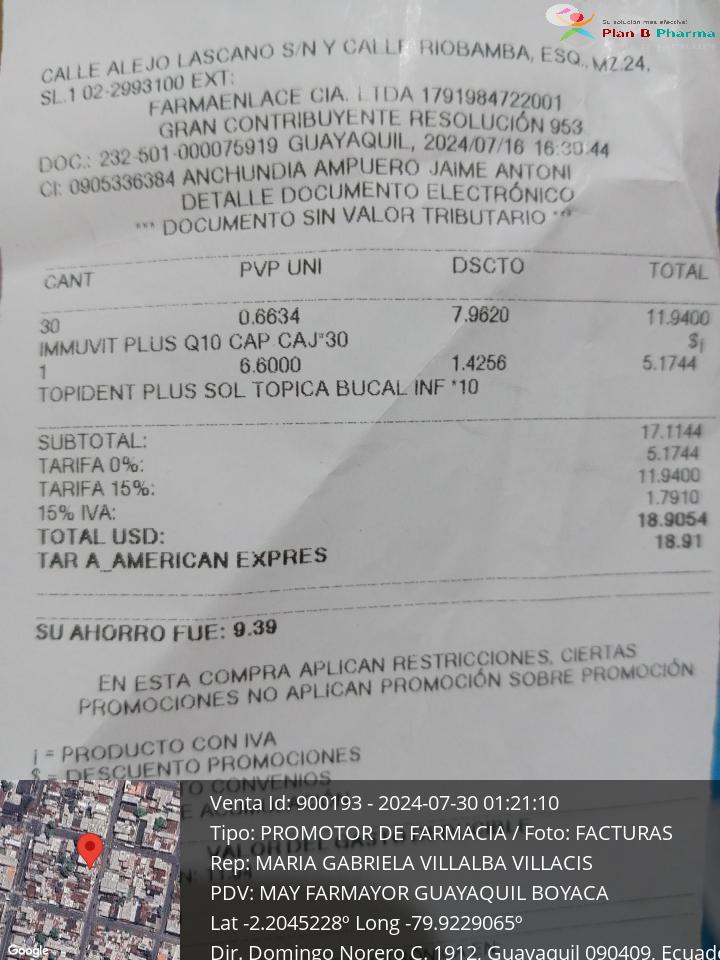 Su solución más efectiva!
Plan B Pharma
CALLE ALEJO LASCANO S/N Y CALLE RIOBAMBA, ESQ., MZ.24,
SL.1 02-2993100 EXT:
FARMAENLACE CIA. LTDA 1791984722001
GRAN CONTRIBUYENTE RESOLUCIÓN 953
DOC.: 232-501-000075919 GUAYAQUIL, 2024/07/16 16:30:44
CI: 0905336384 ANCHUNDIA AMPUERO JAIME ANTONI
DETALLE DOCUMENTO ELECTRÓNICO
*** DOCUMENTO SIN VALOR TRIBUTARIO ***
CANT PVP UNI DSCTO TOTAL
30 0.6634 7.9620 11.9400
IMMUVIT PLUS Q10 CAP CAJ*30 $¡
1 6.6000 1.4256 5.1744
TOPIDENT PLUS SOL TOPICA BUCAL INF *10
SUBTOTAL: 17.1144
TARIFA 0%: 5.1744
TARIFA 15%: 11.9400
15% IVA: 1.7910
TOTAL USD: 18.9054
TAR A_AMERICAN EXPRES 18.91
SU AHORRO FUE: 9.39
EN ESTA COMPRA APLICAN RESTRICCIONES, CIERTAS
PROMOCIONES NO APLICAN PROMOCIÓN SOBRE PROMOCIÓN
¡ = PRODUCTO CON IVA
$ = DESCUENTO PROMOCIONES
CONVENIOS
VALOR DEL
Venta Id: 900193 - 2024-07-30 01:21:10
Tipo: PROMOTOR DE FARMACIA / Foto: FACTURAS
Rep: MARIA GABRIELA VILLALBA VILLACIS
PDV: MAY FARMAYOR GUAYAQUIL BOYACA
Lat -2.2045228º Long -79.9229065º
Dir. Domingo Norero C. 1912, Guayaquil 090409, Ecuad
Google